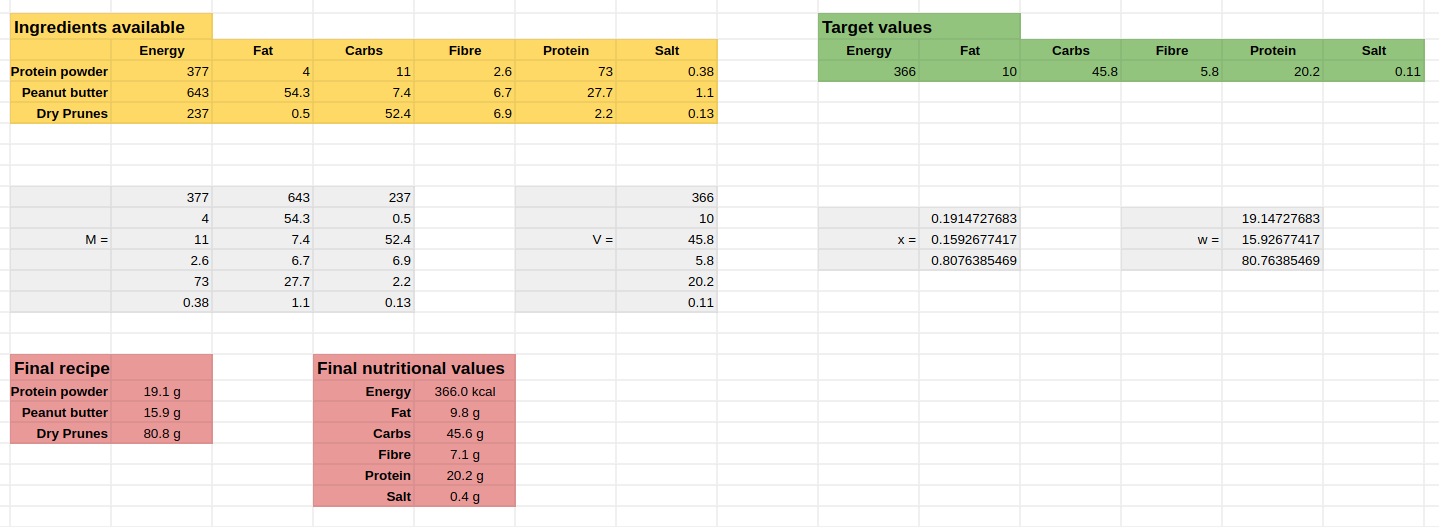 Ingredients available Target values
Energy Fat Carbs Fibre Protein Salt Energy Fat Carbs Fibre Protein Salt
Protein powder 377 4 11 2.6 73 0.38 366 10 45.8 5.8 20.2 0.11
Peanut butter 643 54.3 7.4 6.7 27.7 1.1
Dry Prunes 237 0.5 52.4 6.9 2.2 0.13
377 643 237 366
4 54.3 0.5 10 0.1914727683 19.14727683
M = 11 7.4 52.4 V = 45.8 x = 0.1592677417 w = 15.92677417
2.6 6.7 6.9 5.8 0.8076385469 80.76385469
73 27.7 2.2 20.2
0.38 1.1 0.13 0.11
Final recipe Final nutritional values
Protein powder 19.1 g Energy 366.0 kcal
Peanut butter 15.9 g Fat 9.8 g
Dry Prunes 80.8 g Carbs 45.6 g
Fibre 7.1 g
Protein 20.2 g
Salt 0.4 g